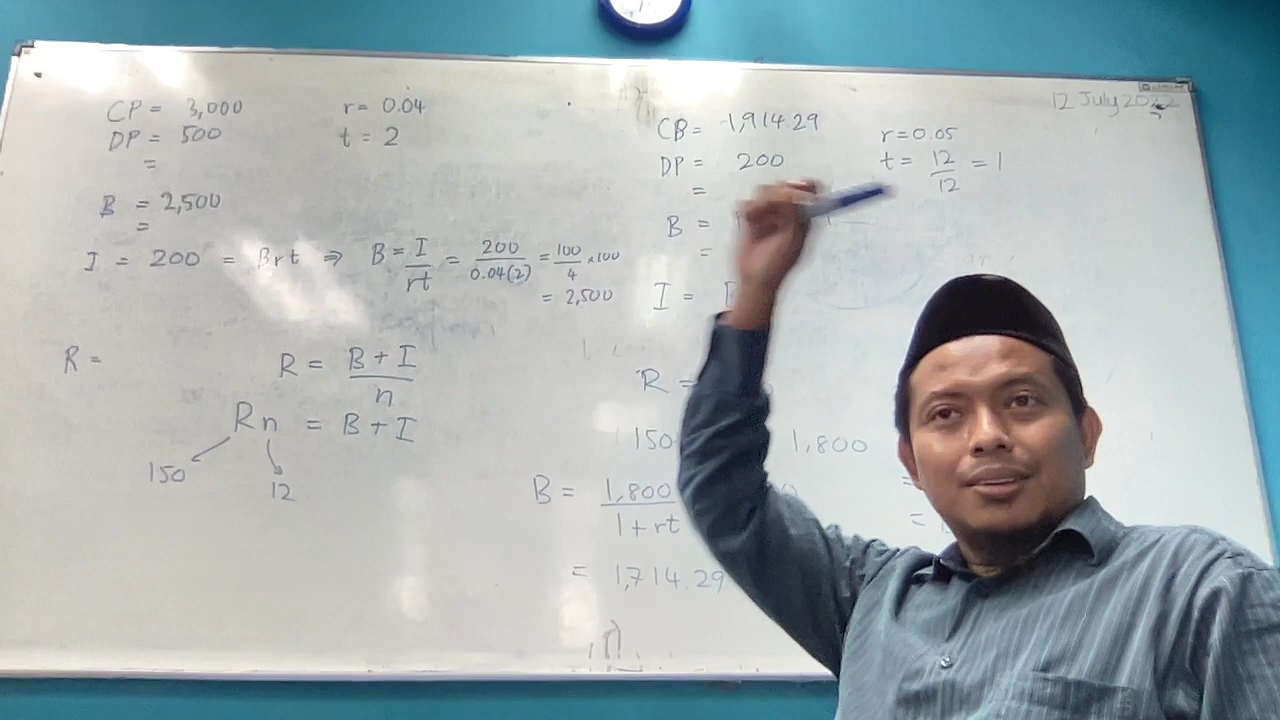 12 July 2022
CP = 3,000 r = 0.04
DP = 500 t = 2
=
B = 2,500
=
I = 200 = Brt ⇒ B = I/rt = 200/0.04(2) = 100/4 × 100
= 2,500
R = R = B + I/n
Rn = B + I
150 12
CB = 1,914.29 r = 0.05
DP = 200 t = 12/12 = 1
=
B =
=
I =
R =
150 1,800
B = 1,800/1 + rt
= 1,714.29